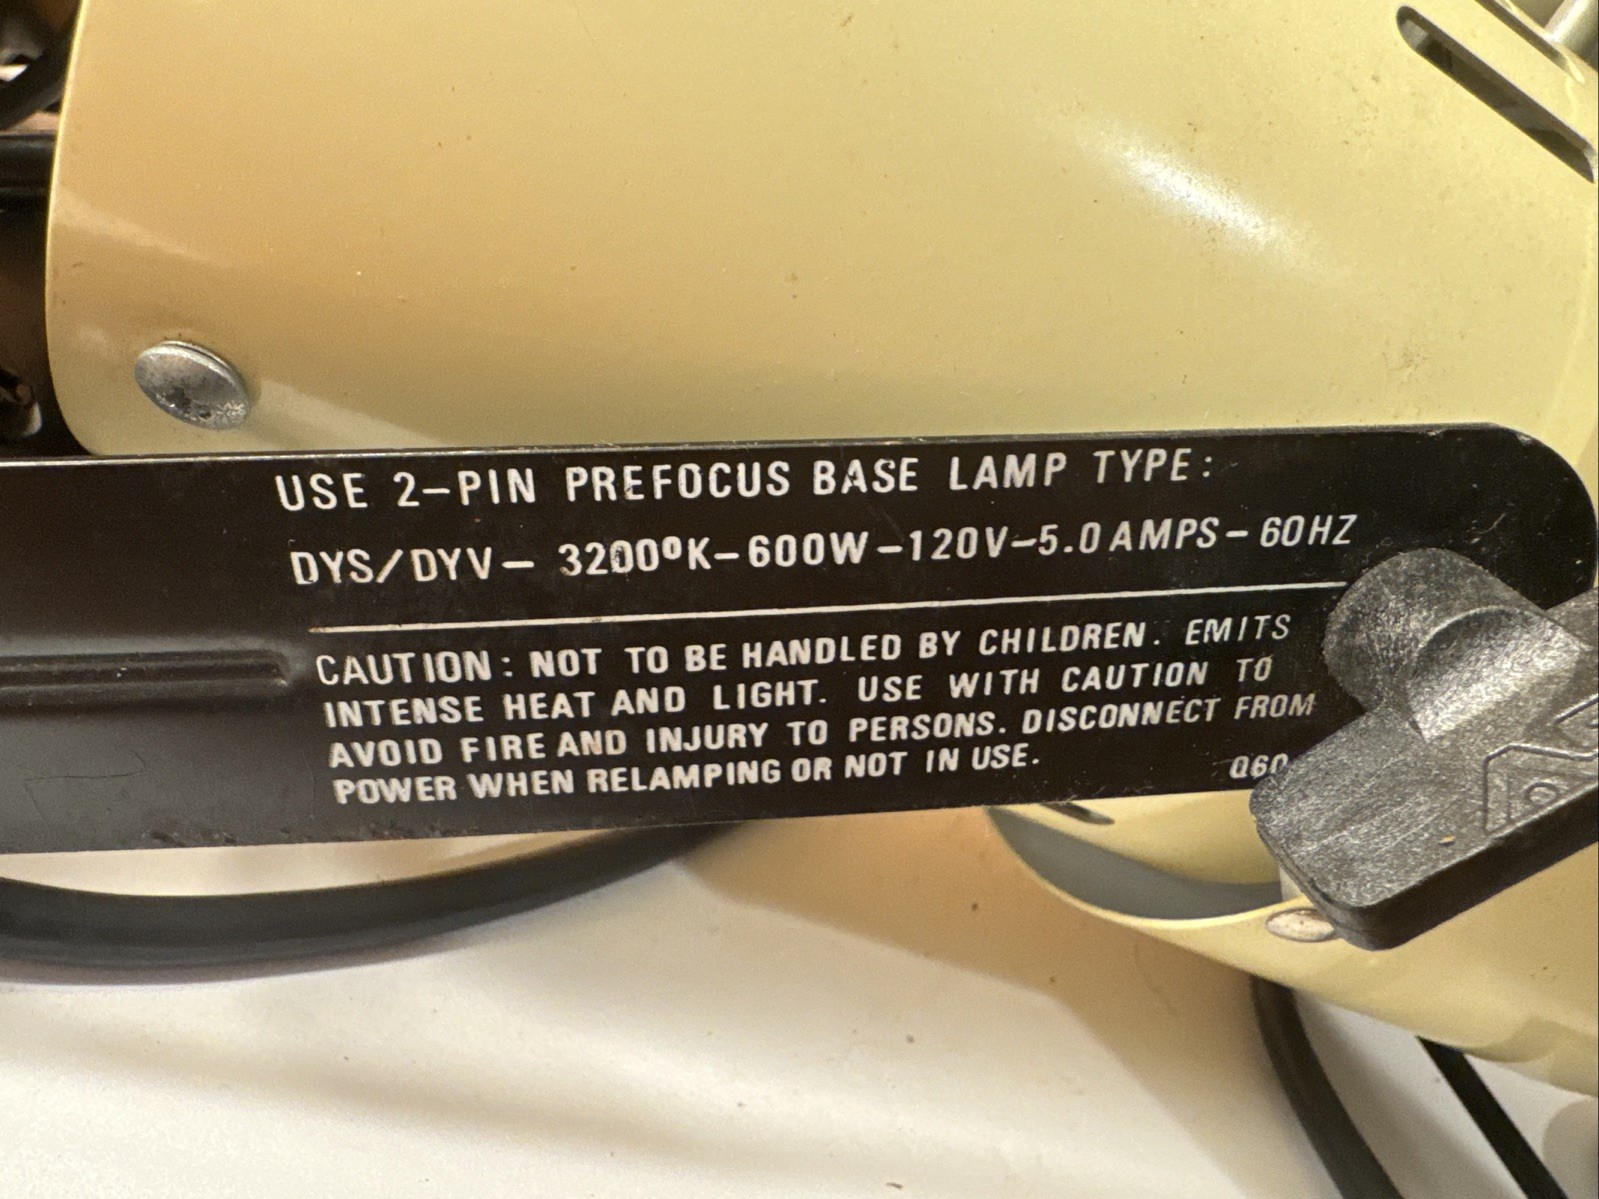 USE 2-PIN PREFOCUS BASE LAMP TYPE:
DYS/DYV- 3200ºK-600W-120V-5.0 AMPS-60HZ
CAUTION: NOT TO BE HANDLED BY CHILDREN. EMITS
INTENSE HEAT AND LIGHT. USE WITH CAUTION TO
AVOID FIRE AND INJURY TO PERSONS. DISCONNECT FROM
POWER WHEN RELAMPING OR NOT IN USE.